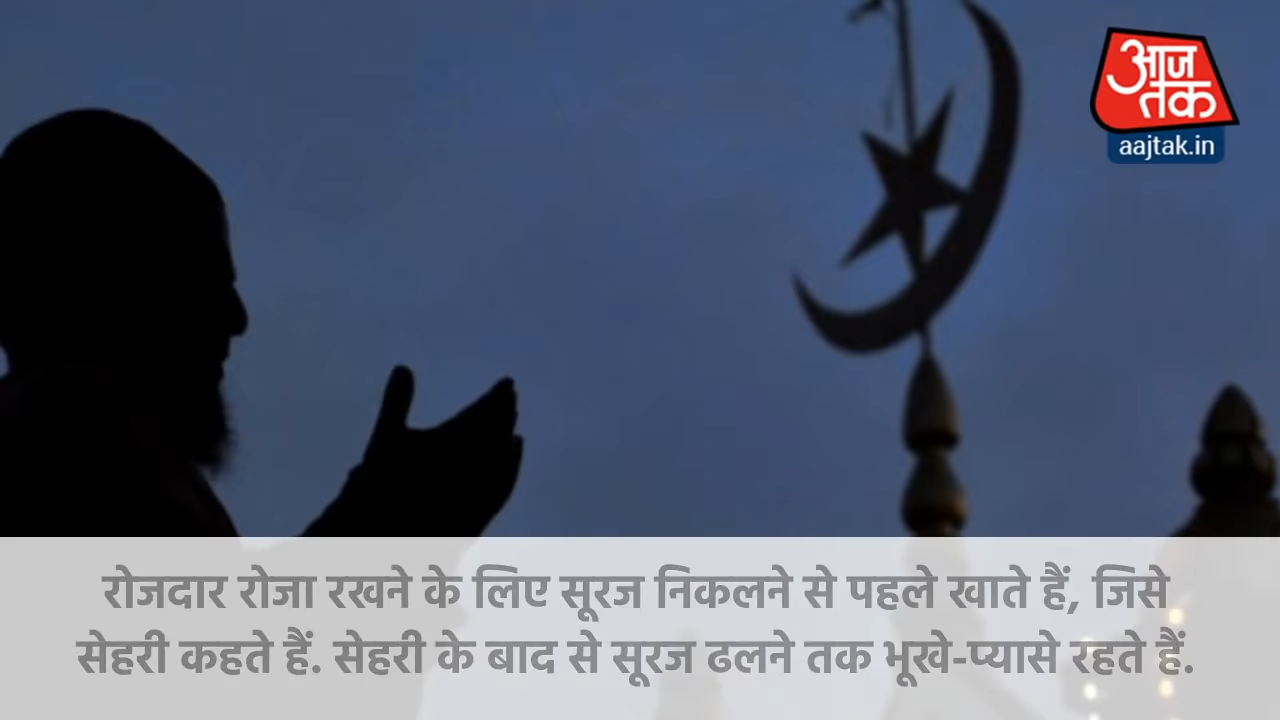 आज
तक
aajtak.in
रोजदार रोजा रखने के लिए सूरज निकलने से पहले खाते हैं, जिसे
सेहरी कहते हैं. सेहरी के बाद से सूरज ढलने तक भूखे-प्यासे रहते हैं.